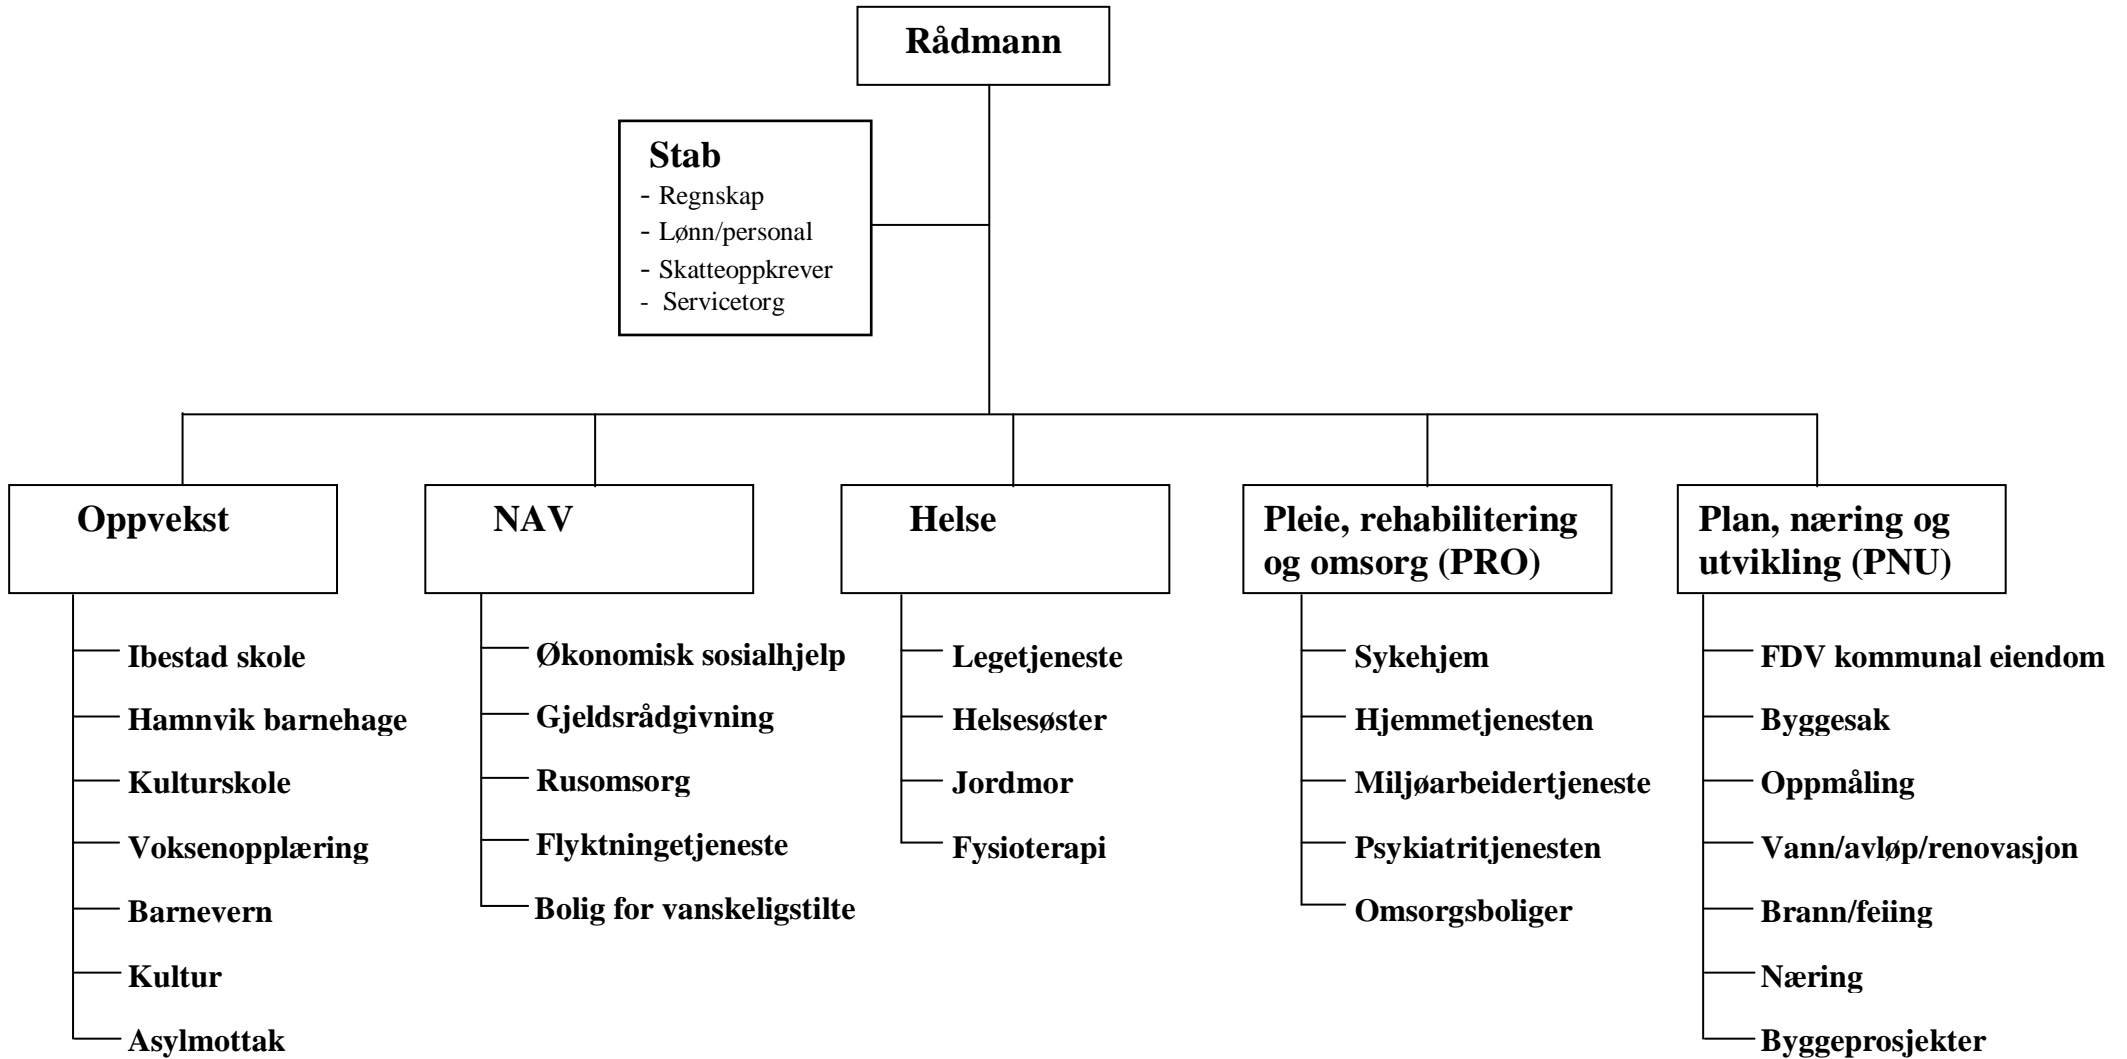 Rådmann
Stab
- Regnskap
- Lønn/personal
- Skatteoppkrever
- Servicetorg
Oppvekst
Ibestad skole
Hamnvik barnehage
Kulturskole
Voksenopplæring
Barnevern
Kultur
Asylmottak
NAV
Økonomisk sosialhjelp
Gjeldsrådgivning
Rusomsorg
Flyktningetjeneste
Bolig for vanskeligstilte
Helse
Legetjeneste
Helsesøster
Jordmor
Fysioterapi
Pleie, rehabilitering
og omsorg (PRO)
Sykehjem
Hjemmetjenesten
Miljøarbeidertjeneste
Psykiatritjenesten
Omsorgsboliger
Plan, næring og
utvikling (PNU)
FDV kommunal eiendom
Byggesak
Oppmåling
Vann/avløp/renovasjon
Brann/feiing
Næring
Byggeprosjekter